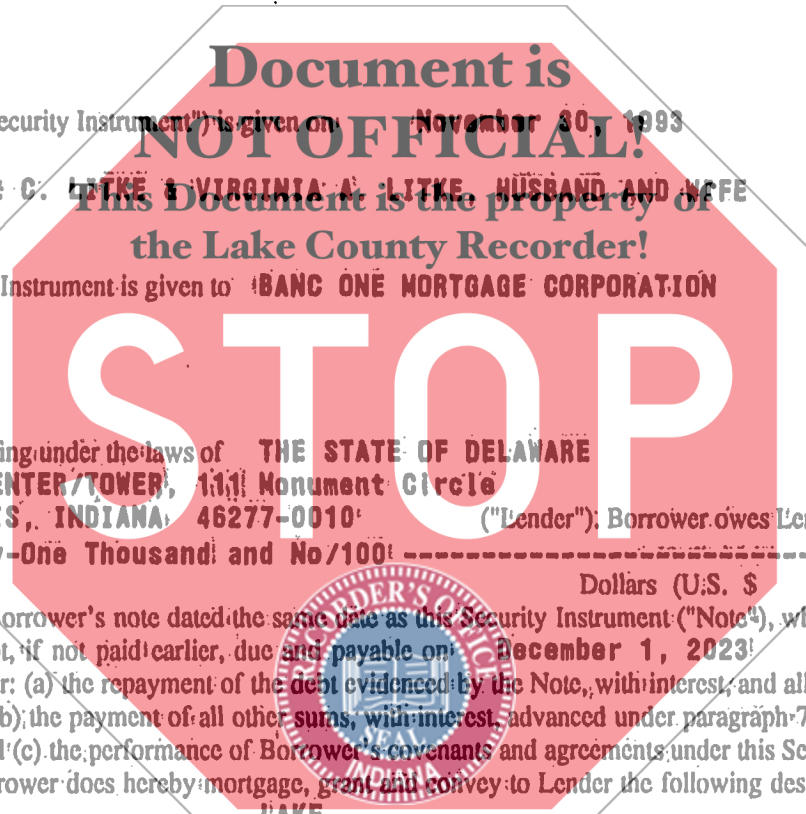 Document is
ecurity Instrument") is given on November 30, 1993
NOT OFFICIAL!
C. LITKE & VIRGINIA A. LITKE, HUSBAND AND WIFE
This Document is the property of
the Lake County Recorder!
Instrument is given to BANC ONE MORTGAGE CORPORATION
STOP
ing under the laws of THE STATE OF DELAWARE
ENTER/TOWER, 111 Monument Circle
S, INDIANA 46277-0010 ("Lender"). Borrower owes Len
y-One Thousand and No/100 --------------------------------
Dollars (U.S. $
orrower's note dated the same date as this Security Instrument ("Note"), wh
t, if not paid earlier, due and payable on December 1, 2023
r: (a) the repayment of the debt evidenced by the Note, with interest, and all
b) the payment of all other sums, with interest, advanced under paragraph 7
(c) the performance of Borrower's covenants and agreements under this Sec
rower does hereby mortgage, grant and convey to Lender the following des
RECORDER'S OFFICE
SEAL
INDIANA
LAKE